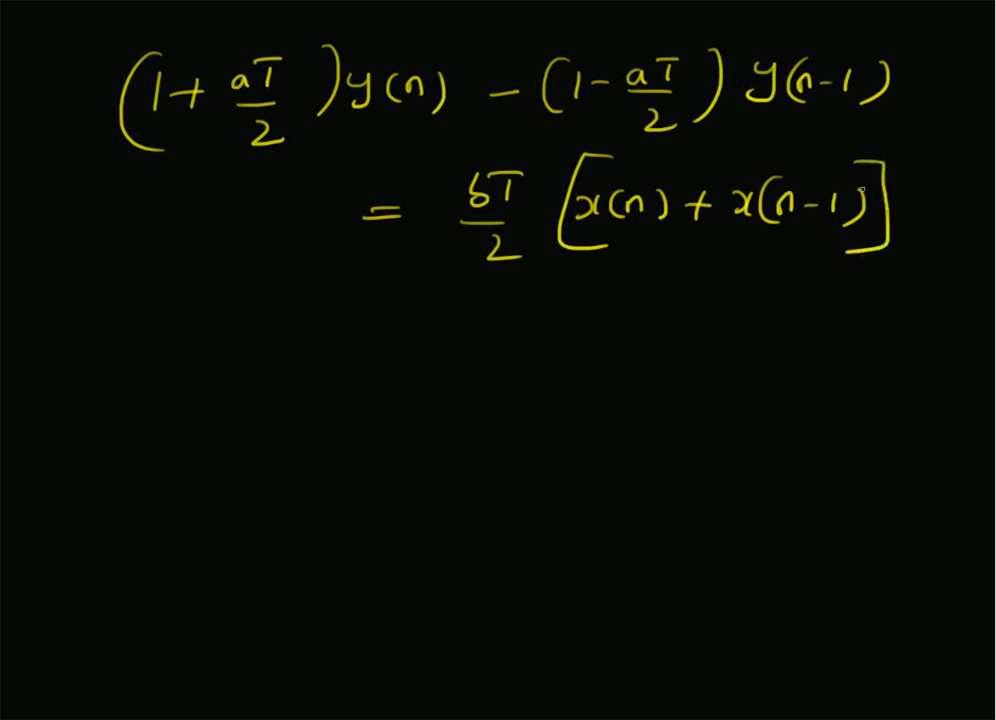 (1 + aT/2) y(n) - (1 - aT/2) y(n-1)
= bT/2 [x(n) + x(n-1)]